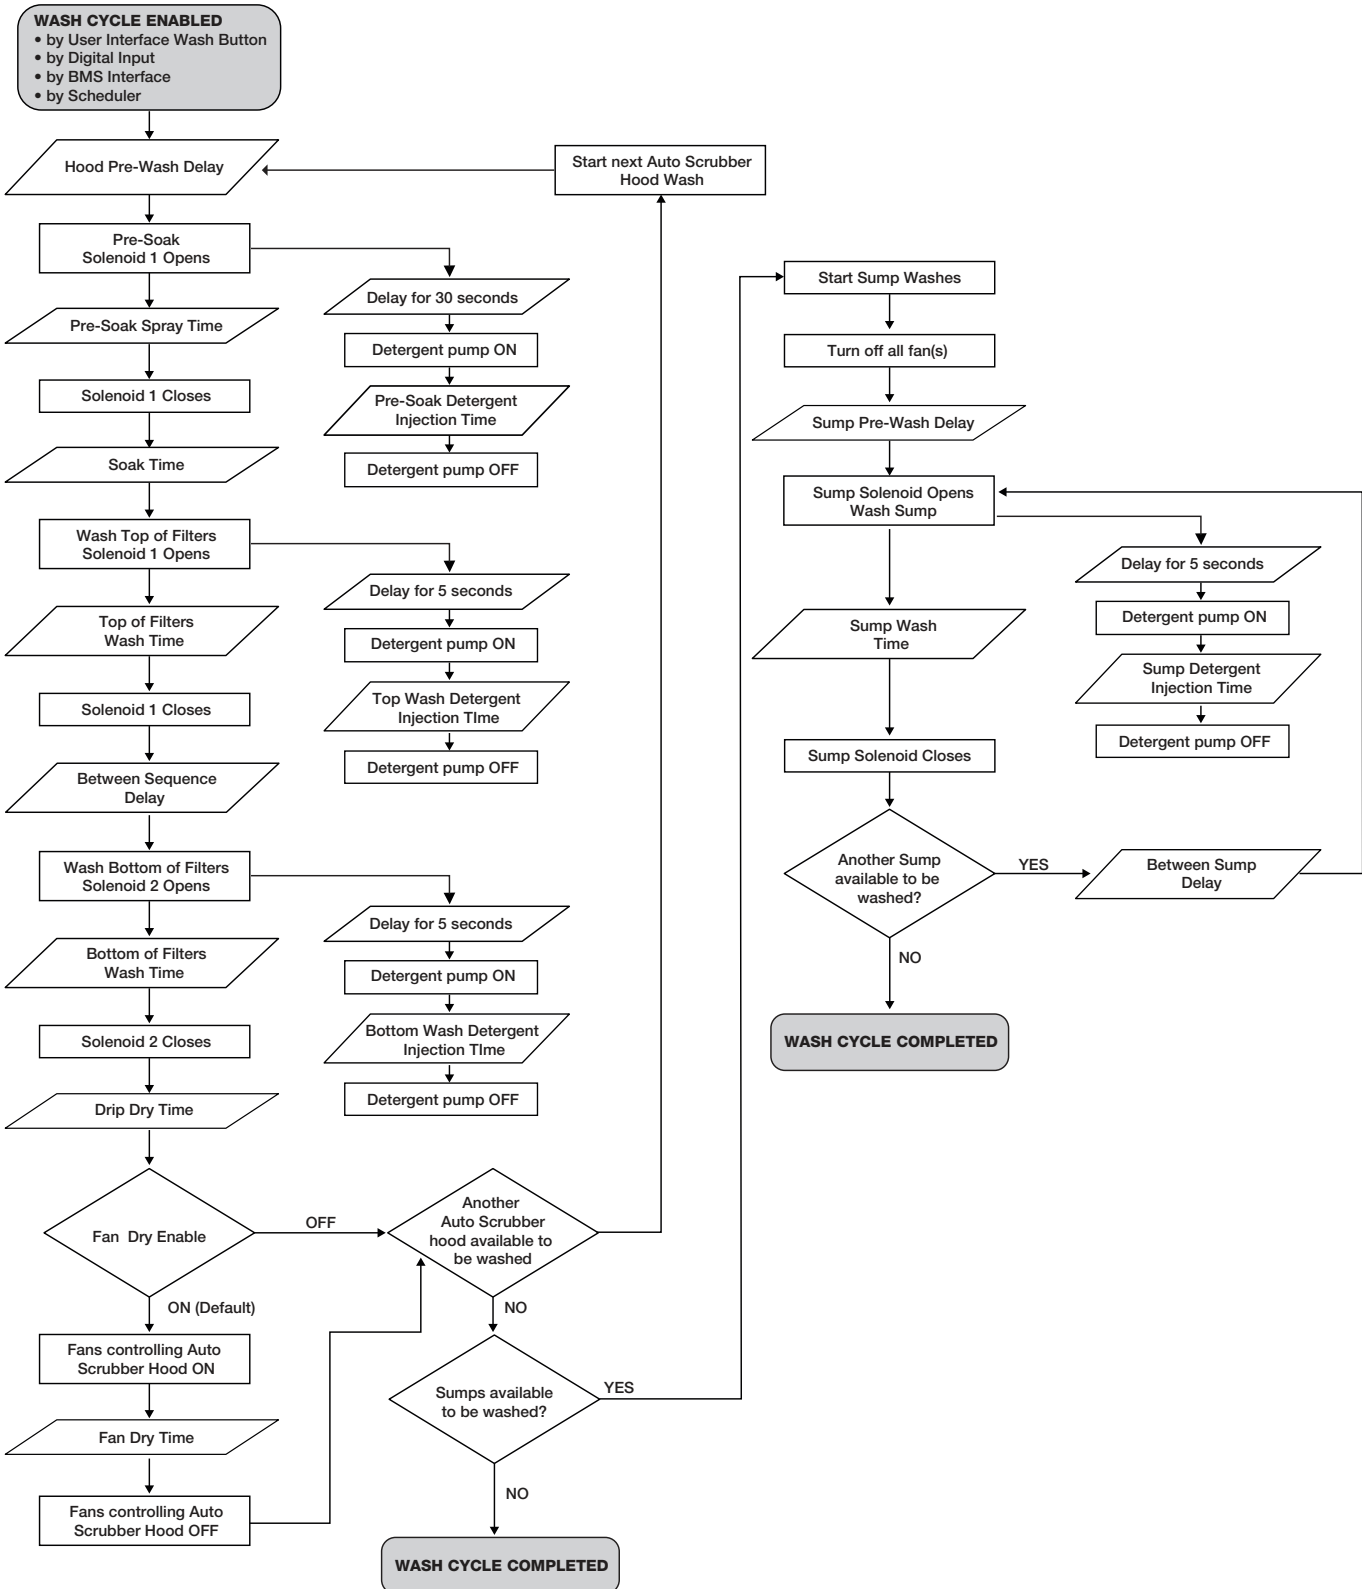 WASH CYCLE ENABLED
• by User Interface Wash Button
• by Digital Input
• by BMS Interface
• by Scheduler
Hood Pre-Wash Delay
Pre-Soak
Solenoid 1 Opens
Pre-Soak Spray Time
Solenoid 1 Closes
Soak Time
Wash Top of Filters
Solenoid 1 Opens
Top of Filters
Wash Time
Solenoid 1 Closes
Between Sequence
Delay
Wash Bottom of Filters
Solenoid 2 Opens
Bottom of Filters
Wash Time
Solenoid 2 Closes
Drip Dry Time
Fan Dry Enable
OFF
ON (Default)
Fans controlling Auto
Scrubber Hood ON
Fan Dry Time
Fans controlling Auto
Scrubber Hood OFF
Delay for 30 seconds
Detergent pump ON
Pre-Soak Detergent
Injection Time
Detergent pump OFF
Delay for 5 seconds
Detergent pump ON
Top Wash Detergent
Injection TIme
Detergent pump OFF
Delay for 5 seconds
Detergent pump ON
Bottom Wash Detergent
Injection TIme
Detergent pump OFF
Another
Auto Scrubber
hood available to
be washed
NO
Sumps available
to be washed?
YES
NO
WASH CYCLE COMPLETED
Start next Auto Scrubber
Hood Wash
Start Sump Washes
Turn off all fan(s)
Sump Pre-Wash Delay
Sump Solenoid Opens
Wash Sump
Sump Wash
Time
Sump Solenoid Closes
Another Sump
available to be
washed?
YES
NO
WASH CYCLE COMPLETED
Delay for 5 seconds
Detergent pump ON
Sump Detergent
Injection Time
Detergent pump OFF
Between Sump
Delay